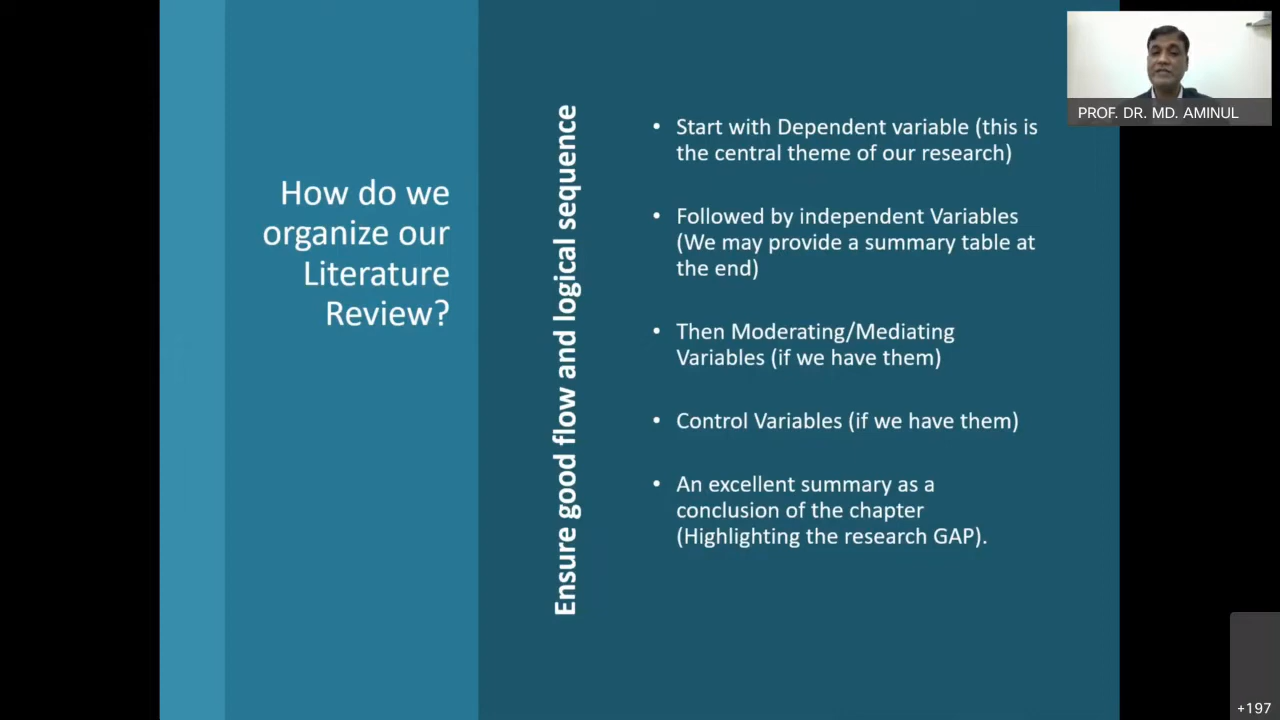 How do we
organize our
Literature
Review?
Ensure good flow and logical sequence
• Start with Dependent variable (this is
the central theme of our research)
• Followed by independent Variables
(We may provide a summary table at
the end)
• Then Moderating/Mediating
Variables (if we have them)
• Control Variables (if we have them)
• An excellent summary as a
conclusion of the chapter
(Highlighting the research GAP).
PROF. DR. MD. AMINUL
+197